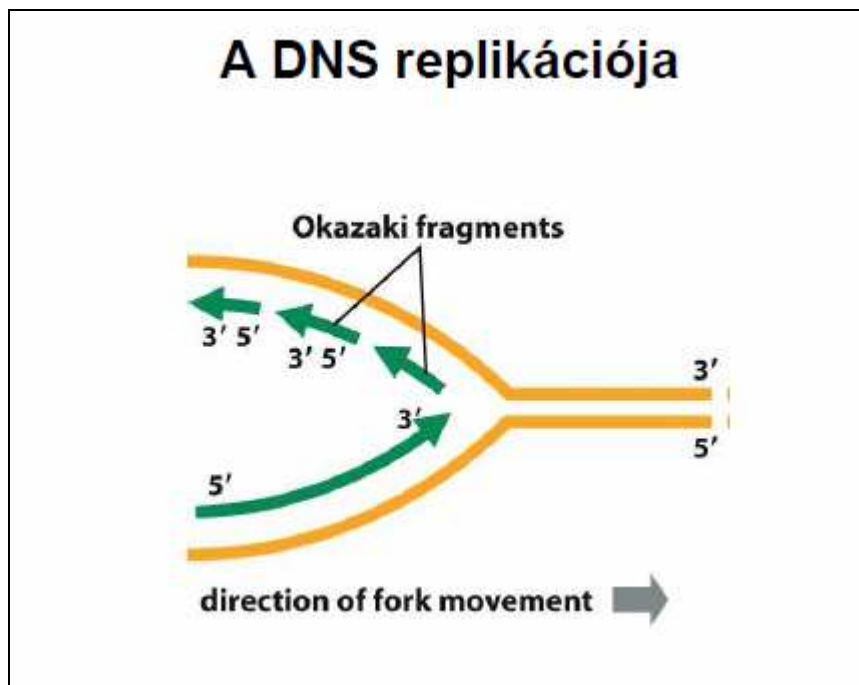 A DNS replikációja
Okazaki fragments
3′ 5′
3′ 5′
3′
3′
5′
5′
direction of fork movement